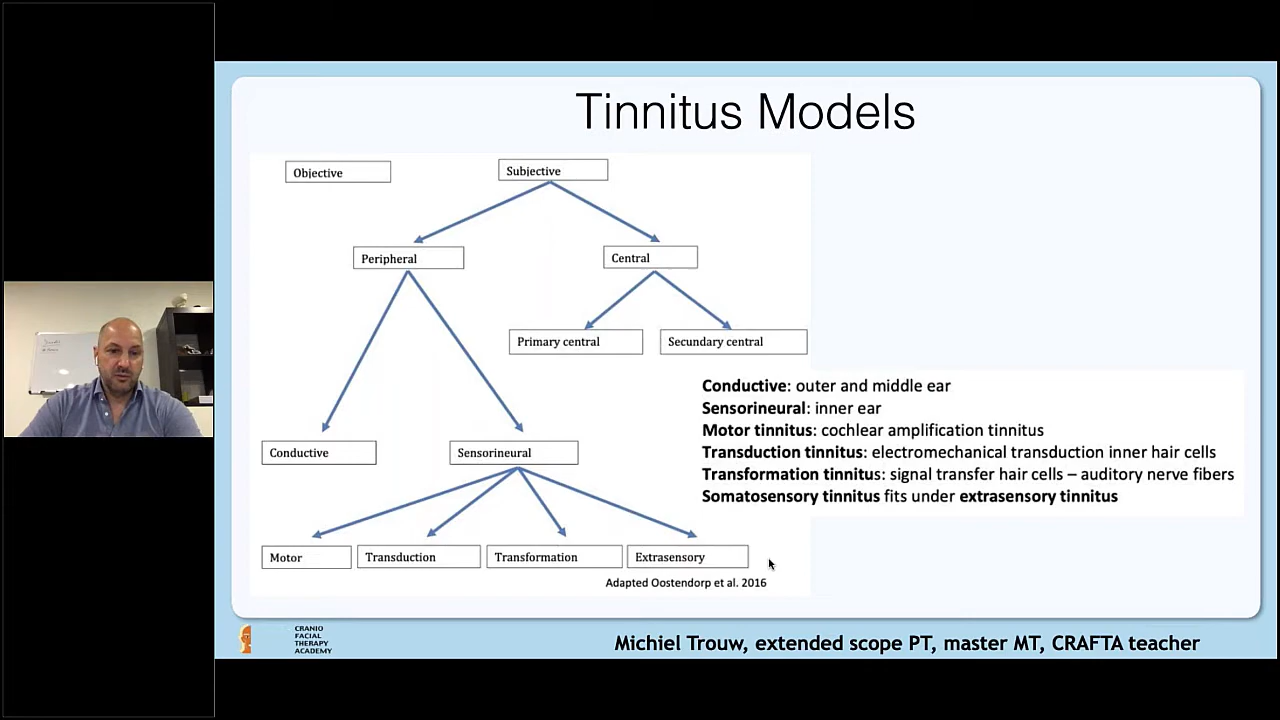 Tinnitus Models
Objective
Subjective
Peripheral
Central
Primary central
Secundary central
Conductive: outer and middle ear
Sensorineural: inner ear
Motor tinnitus: cochlear amplification tinnitus
Transduction tinnitus: electromechanical transduction inner hair cells
Transformation tinnitus: signal transfer hair cells – auditory nerve fibers
Somatosensory tinnitus fits under extrasensory tinnitus
Conductive
Sensorineural
Motor
Transduction
Transformation
Extrasensory
Adapted Oostendorp et al. 2016
CRANIO
FACIAL
THERAPY
ACADEMY
Michiel Trouw, extended scope PT, master MT, CRAFTA teacher